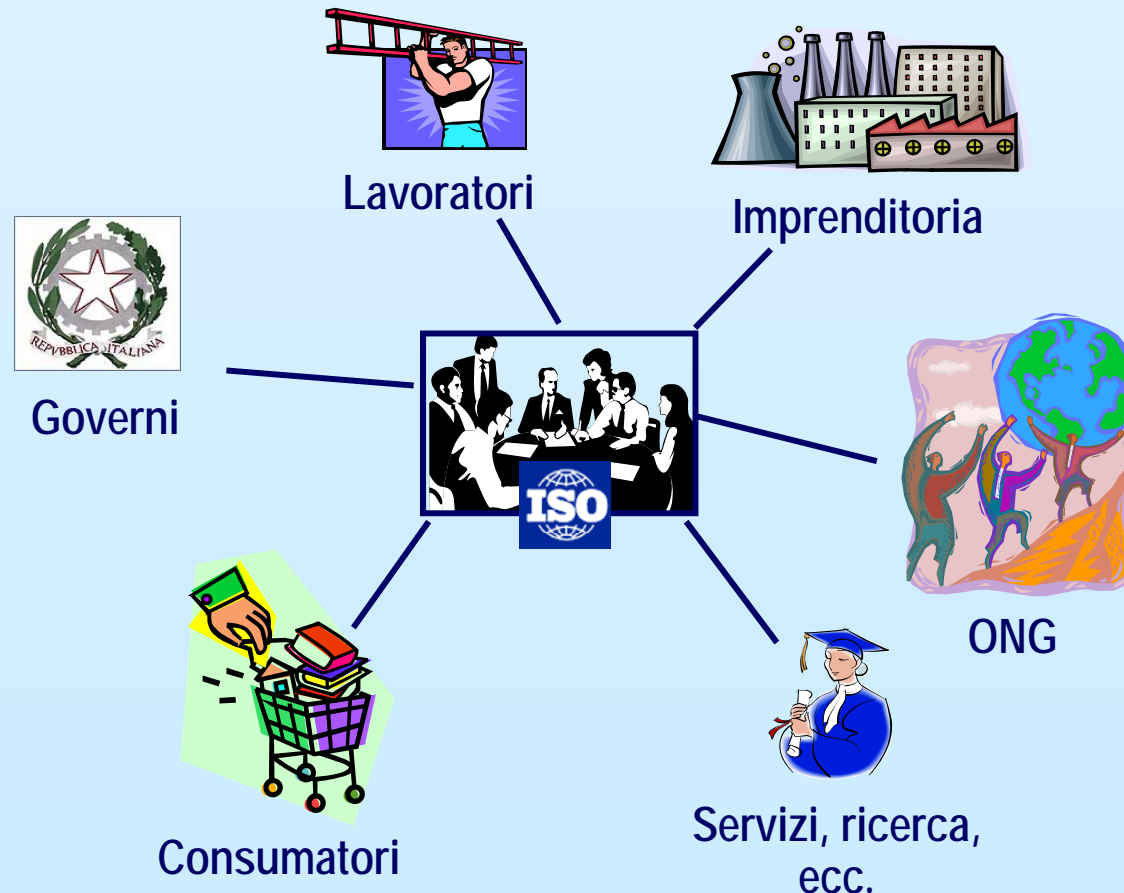 Lavoratori
Imprenditoria
REPVBBLICA ITALIANA
Governi
ISO
ONG
Consumatori
Servizi, ricerca,
ecc.